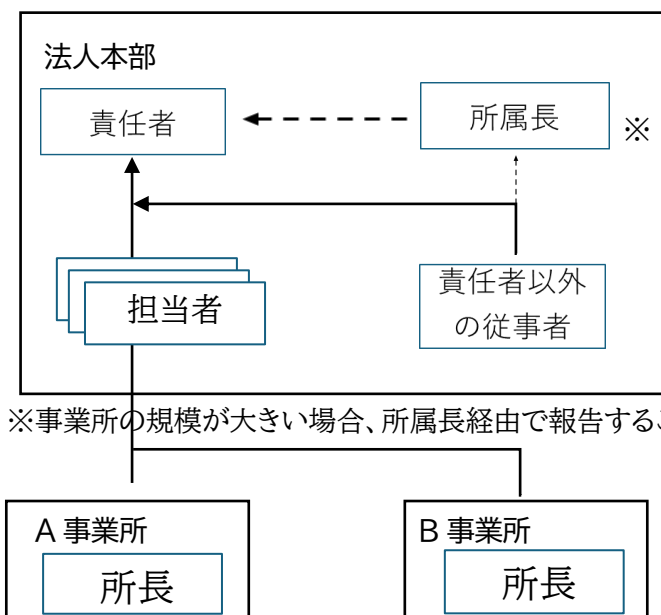 法人本部
責任者
所属長
※
担当者
責任者以外
の従事者
※事業所の規模が大きい場合、所属長経由で報告する
A 事業所
所長
B 事業所
所長